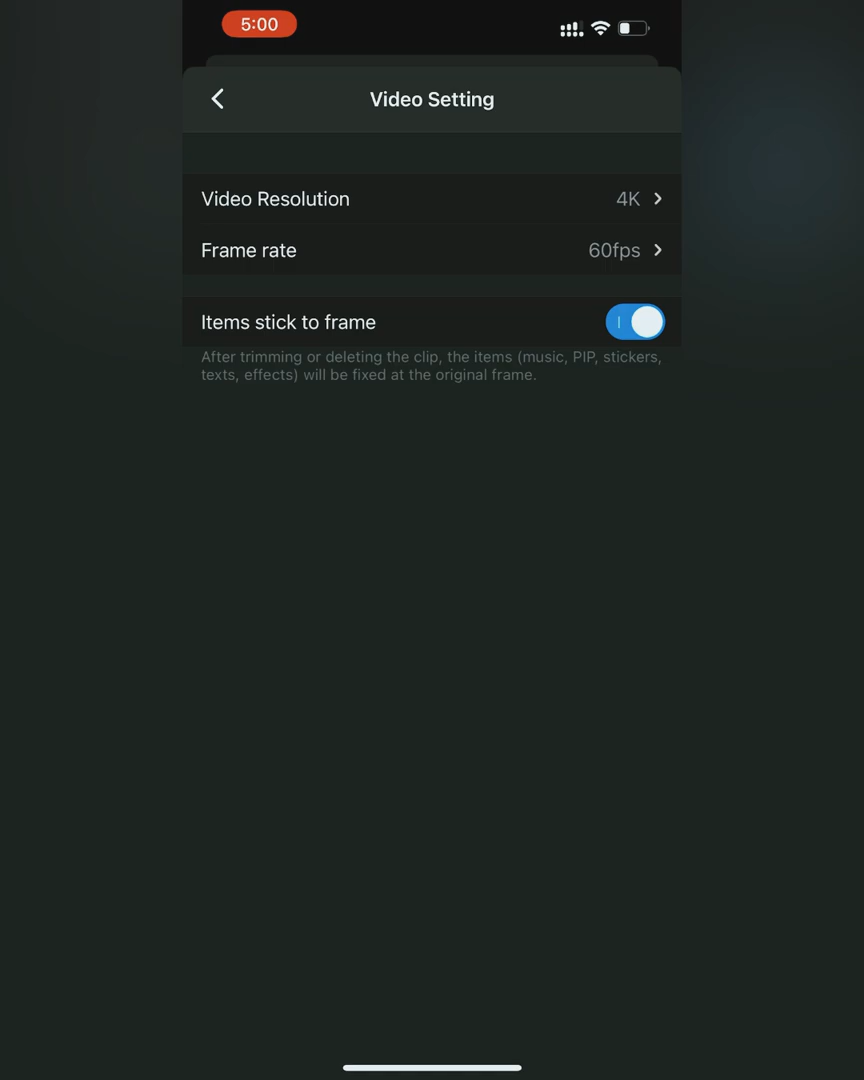 5:00
Video Setting
Video Resolution 4K
Frame rate 60fps
Items stick to frame
After trimming or deleting the clip, the items (music, PIP, stickers,
texts, effects) will be fixed at the original frame.